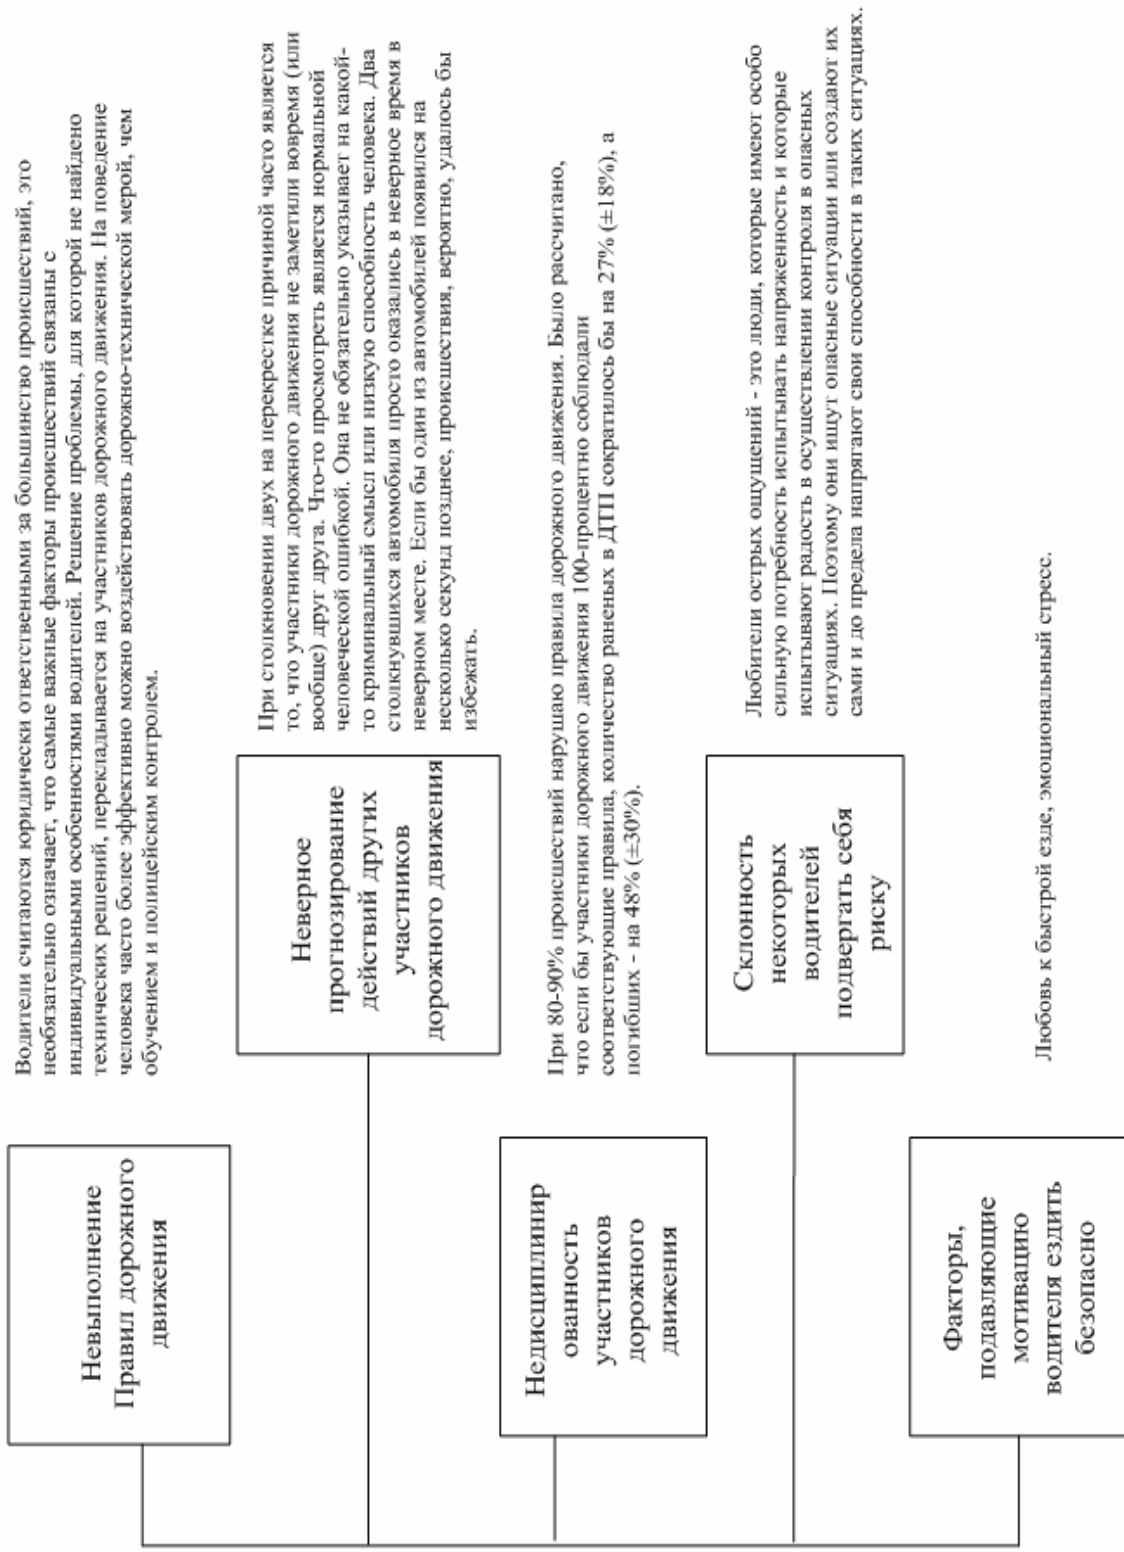 Невыполнение
Правил дорожного
движения
Водители считаются юридически ответственными за большинство происшествий, это
необязательно означает, что самые важные факторы происшествий связаны с
индивидуальными особенностями водителей. Решение проблемы, для которой не найдено
технических решений, перекладывается на участников дорожного движения. На поведение
человека часто более эффективно можно воздействовать дорожно-технической мерой, чем
обучением и полицейским контролем.
Неверное
прогнозирование
действий других
участников
дорожного движения
При столкновении двух на перекрестке причиной часто является
то, что участники дорожного движения не заметили вовремя (или
вообще) друг друга. Что-то просмотреть является нормальной
человеческой ошибкой. Она не обязательно указывает на какой-
то криминальный смысл или низкую способность человека. Два
столкнувшихся автомобиля просто оказались в неверное время в
неверном месте. Если бы один из автомобилей появился на
несколько секунд позднее, происшествия, вероятно, удалось бы
избежать.
Недисциплинир
ованность
участников
дорожного
движения
При 80-90% происшествий нарушаю правила дорожного движения. Было рассчитано,
что если бы участники дорожного движения 100-процентно соблюдали
соответствующие правила, количество раненых в ДТП сократилось бы на 27% (±18%), а
погибших - на 48% (±30%).
Склонность
некоторых
водителей
подвергать себя
риску
Любители острых ощущений - это люди, которые имеют особо
сильную потребность испытывать напряженность и которые
испытывают радость в осуществлении контроля в опасных
ситуациях. Поэтому они ищут опасные ситуации или создают их
сами и до предела напрягают свои способности в таких ситуациях.
Факторы,
подавляющие
мотивацию
водителя ездить
безопасно
Любовь к быстрой езде, эмоциональный стресс.